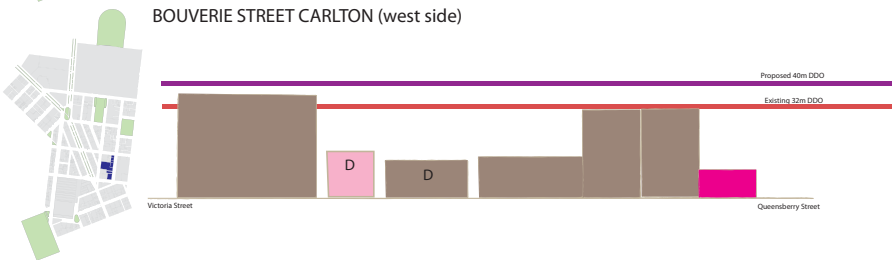 BOUVERIE STREET CARLTON (west side)
Proposed 40m DDO
Existing 32m DDO
D
D
Victoria Street
Queensberry Street